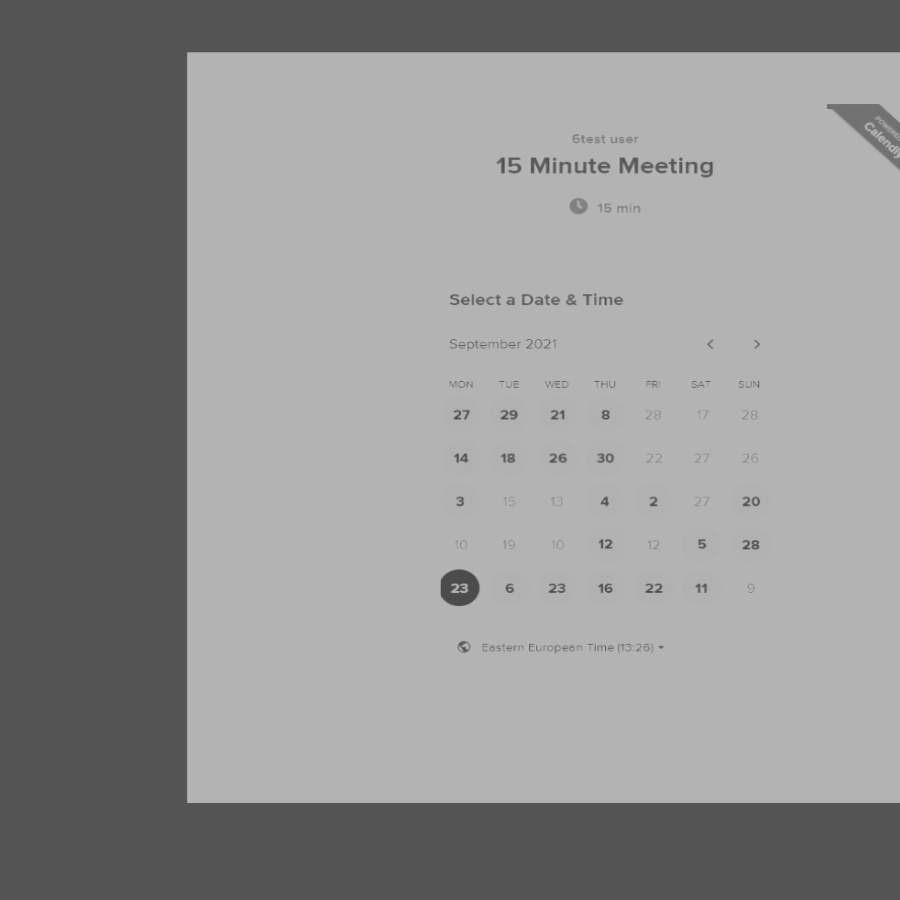 6test user
15 Minute Meeting
15 min
POWERED
Calendly
Select a Date & Time
September 2021
MON TUE WED THU FRI SAT SUN
27 29 21 8 28 17 28
14 18 26 30 22 27 26
3 15 13 4 2 27 20
10 19 10 12 12 5 28
23 6 23 16 22 11 9
Eastern European Time (13:26)